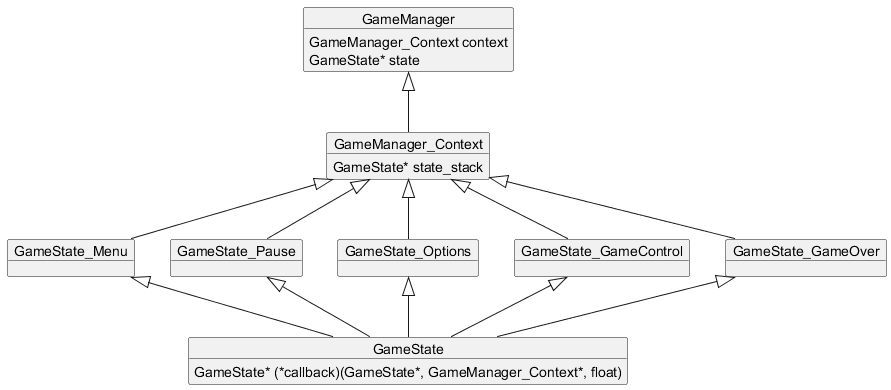 GameManager
GameManager_Context context
GameState* state
GameManager_Context
GameState* state_stack
GameState_Menu
GameState_Pause
GameState_Options
GameState_GameControl
GameState_GameOver
GameState
GameState* (*callback)(GameState*, GameManager_Context*, float)